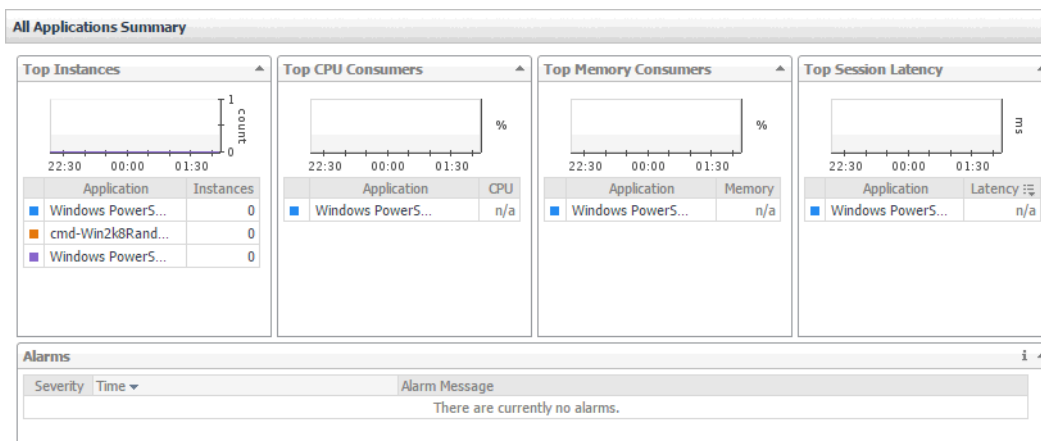 All Applications Summary
Top Instances
1
count
0
22:30 00:00 01:30
Application Instances
Windows PowerS... 0
cmd-Win2k8Rand... 0
Windows PowerS... 0
Top CPU Consumers
%
22:30 00:00 01:30
Application CPU
Windows PowerS... n/a
Top Memory Consumers
%
22:30 00:00 01:30
Application Memory
Windows PowerS... n/a
Top Session Latency
ms
22:30 00:00 01:30
Application Latency
Windows PowerS... n/a
Alarms i
Severity Time Alarm Message
There are currently no alarms.